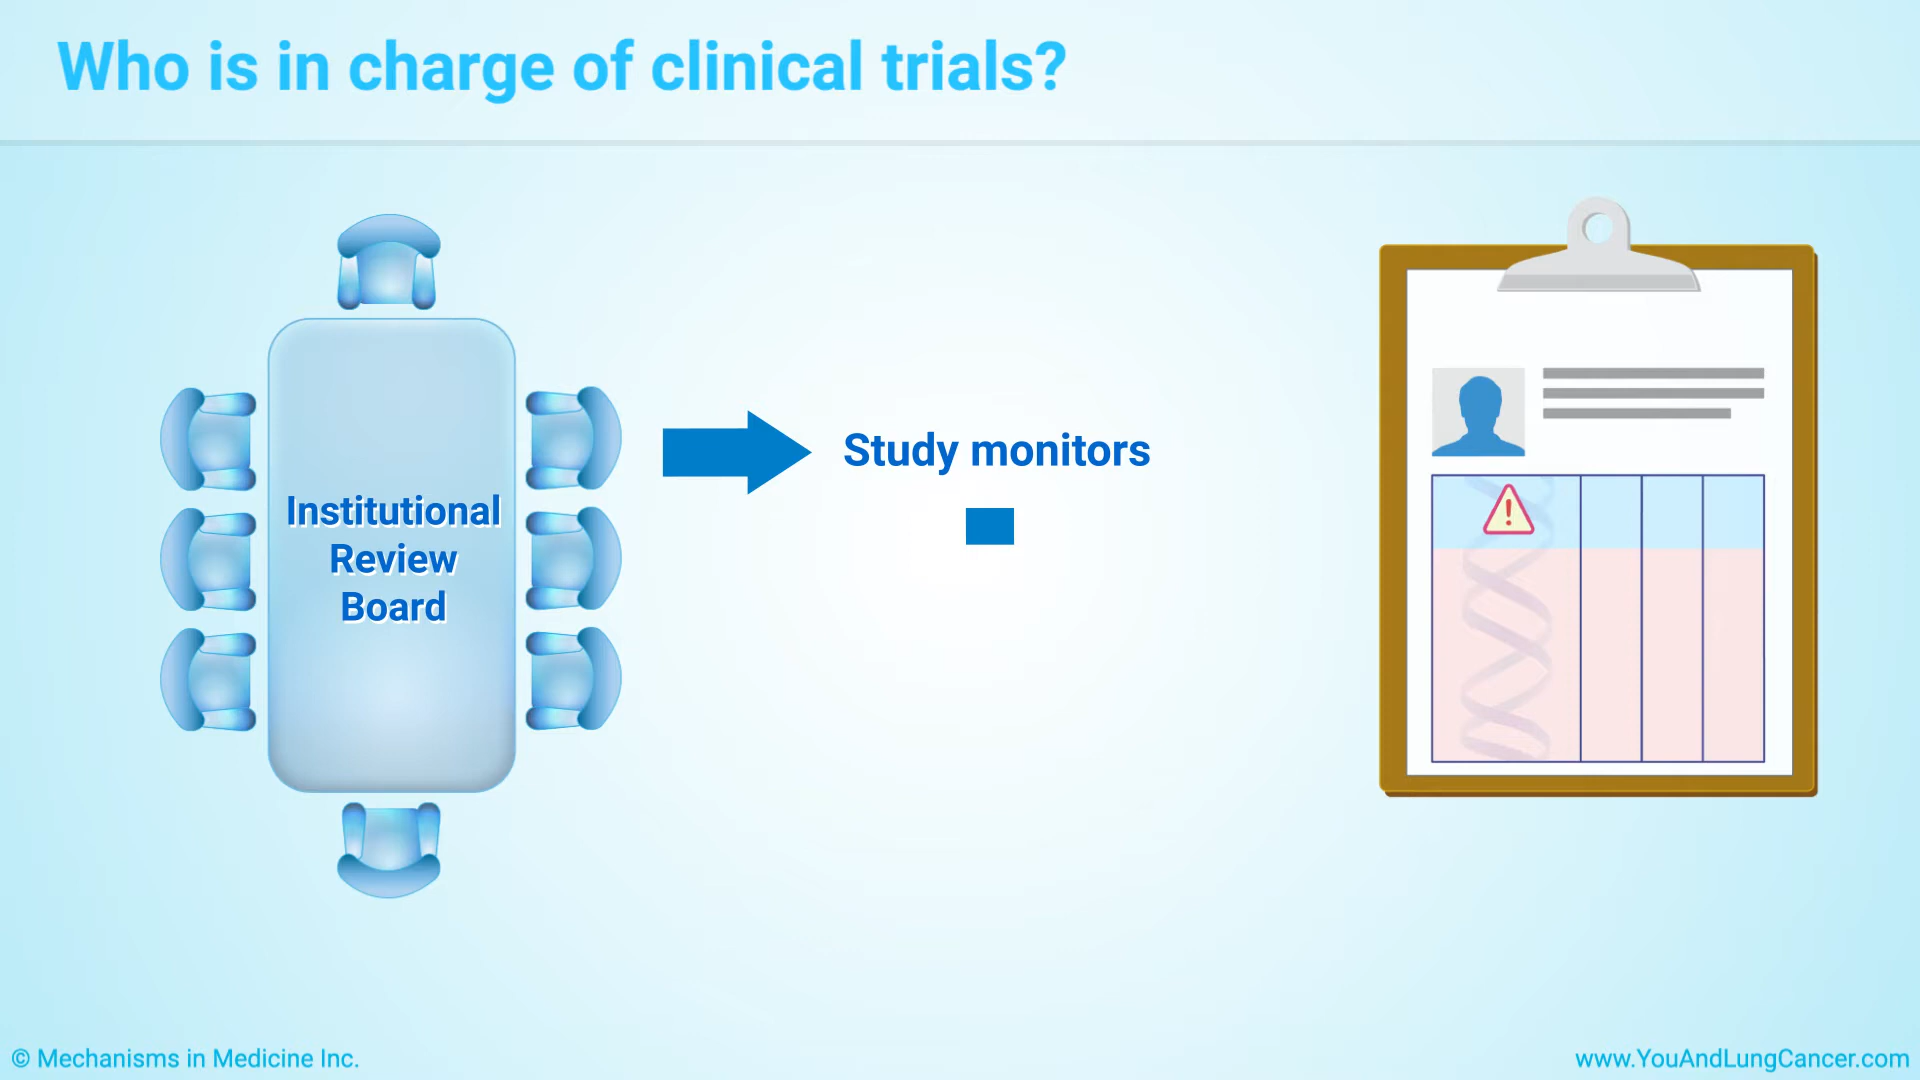 Who is in charge of clinical trials?
Institutional
Review
Board
Study monitors
!
© Mechanisms in Medicine Inc.
www.YouAndLungCancer.com